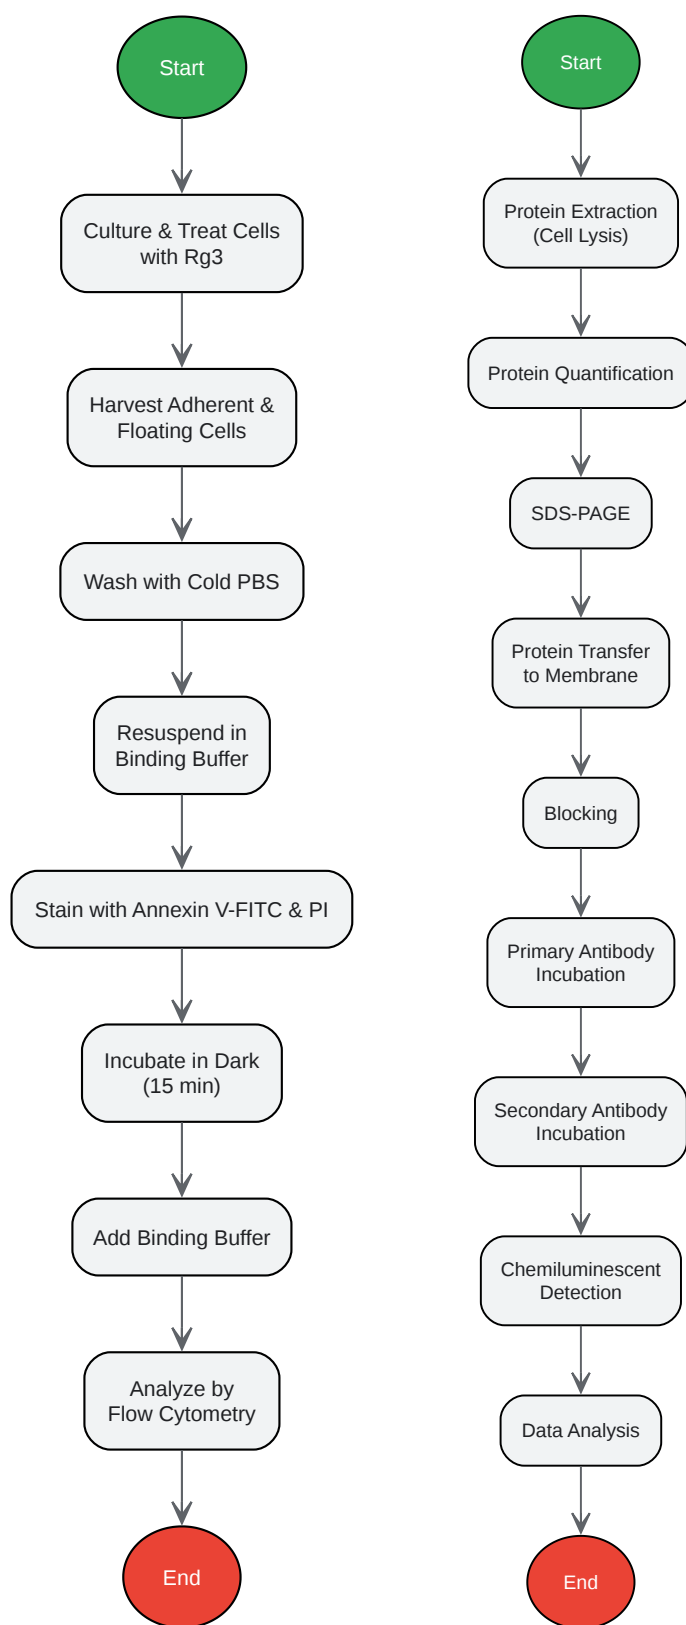 Start
Culture & Treat Cells
with Rg3
Harvest Adherent &
Floating Cells
Wash with Cold PBS
Resuspend in
Binding Buffer
Stain with Annexin V-FITC & PI
Incubate in Dark
(15 min)
Add Binding Buffer
Analyze by
Flow Cytometry
End
Start
Protein Extraction
(Cell Lysis)
Protein Quantification
SDS-PAGE
Protein Transfer
to Membrane
Blocking
Primary Antibody
Incubation
Secondary Antibody
Incubation
Chemiluminescent
Detection
Data Analysis
End